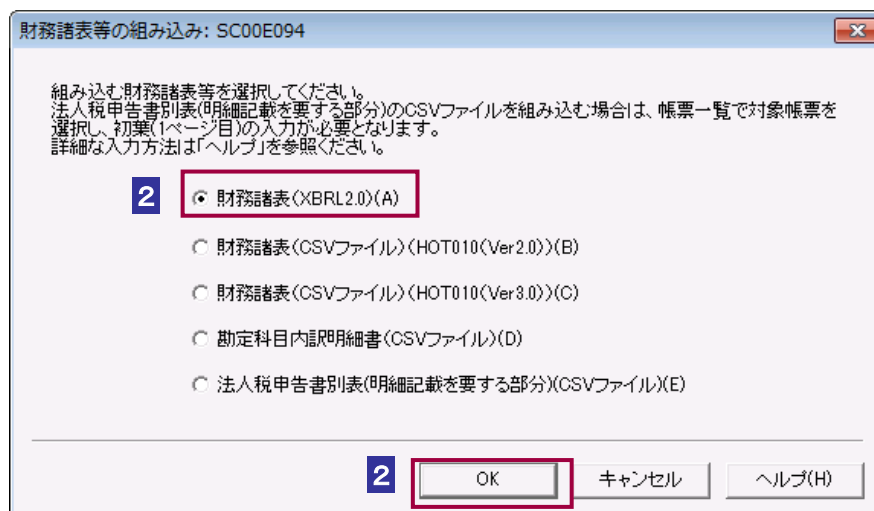 財務諸表等の組み込み: SC00E094
組み込む財務諸表等を選択してください。
法人税申告書別表(明細記載を要する部分)のCSVファイルを組み込む場合は、帳票一覧で対象帳票を
選択し、初葉(1ページ目)の入力が必要となります。
詳細な入力方法は「ヘルプ」を参照ください。
2 財務諸表(XBRL2.0)(A)
財務諸表(CSVファイル)(HOT010(Ver2.0))(B)
財務諸表(CSVファイル)(HOT010(Ver3.0))(C)
勘定科目内訳明細書(CSVファイル)(D)
法人税申告書別表(明細記載を要する部分)(CSVファイル)(E)
2 OK キャンセル ヘルプ(H)